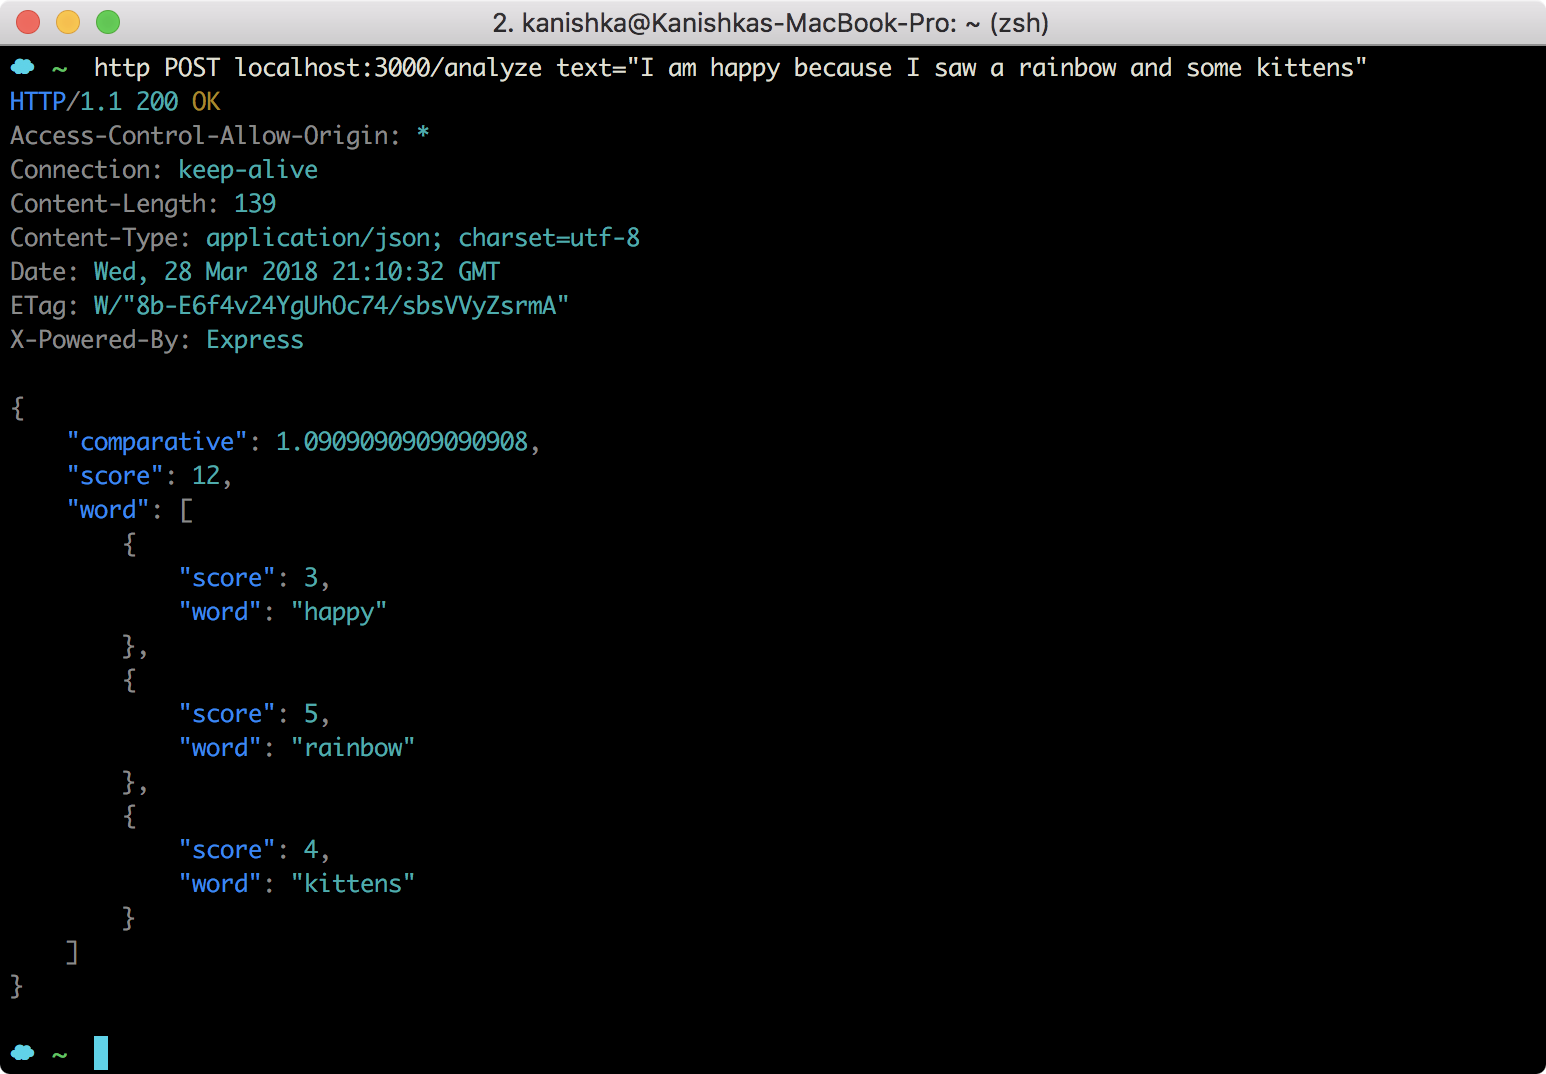 2. kanishka@Kanishkas-MacBook-Pro: ~ (zsh)
~ http POST localhost:3000/analyze text="I am happy because I saw a rainbow and some kittens"
HTTP/1.1 200 OK
Access-Control-Allow-Origin: *
Connection: keep-alive
Content-Length: 139
Content-Type: application/json; charset=utf-8
Date: Wed, 28 Mar 2018 21:10:32 GMT
ETag: W/"8b-E6f4v24YgUhOc74/sbsVVyZsrmA"
X-Powered-By: Express
{
    "comparative": 1.0909090909090908,
    "score": 12,
    "word": [
        {
            "score": 3,
            "word": "happy"
        },
        {
            "score": 5,
            "word": "rainbow"
        },
        {
            "score": 4,
            "word": "kittens"
        }
    ]
}
~